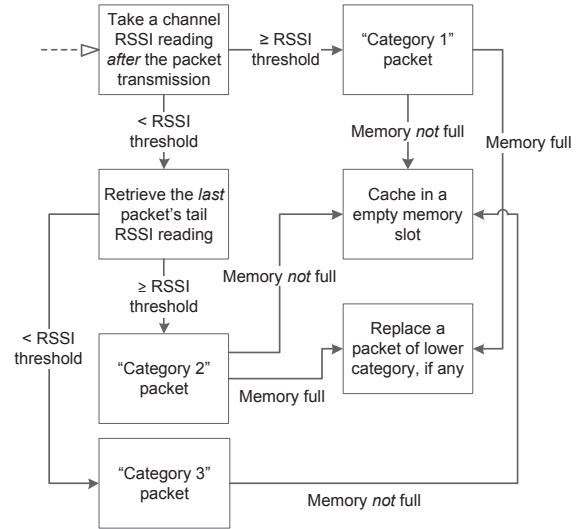 Take a channel
RSSI reading
after the packet
transmission
≥ RSSI
threshold
“Category 1”
packet
< RSSI
threshold
Memory not full
Memory full
Retrieve the last
packet’s tail
RSSI reading
Cache in a
empty memory
slot
≥ RSSI
threshold
Memory not full
< RSSI
threshold
“Category 2”
packet
Replace a
packet of lower
category, if any
Memory full
“Category 3”
packet
Memory not full